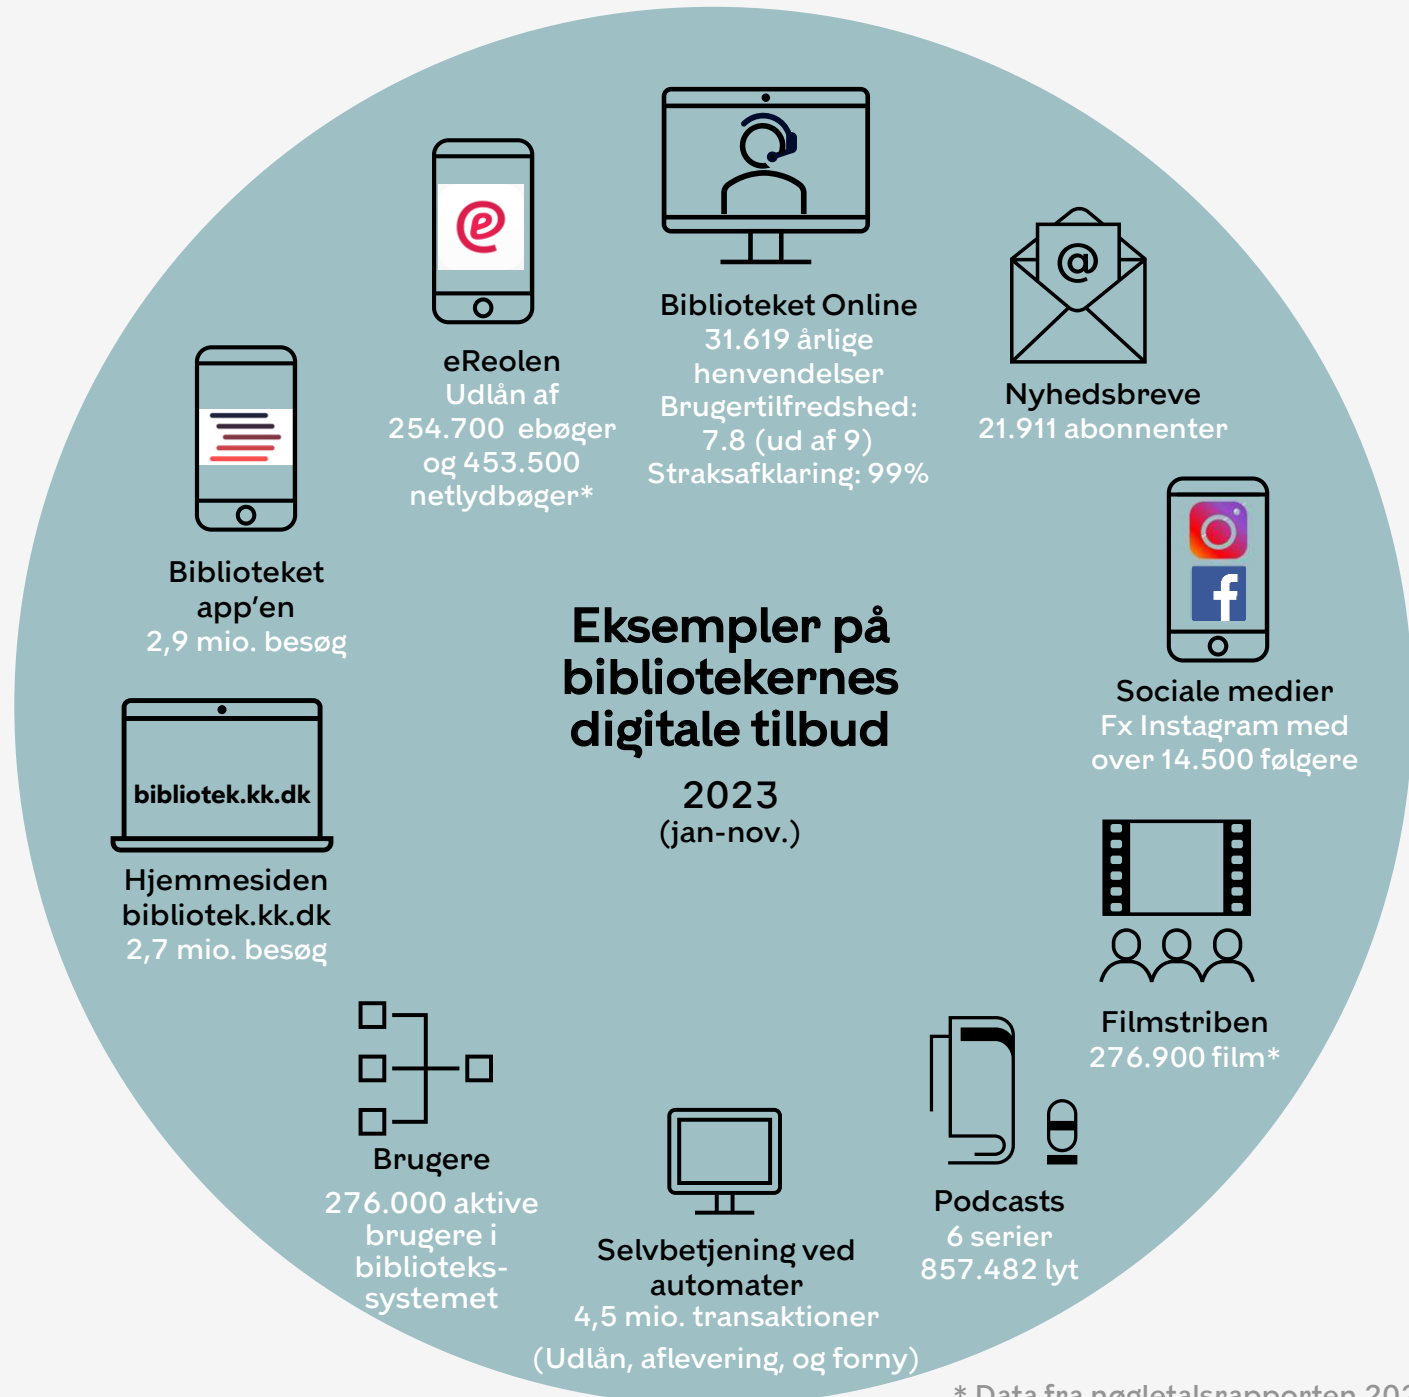 Eksempler på
bibliotekernes
digitale tilbud
2023
(jan-nov.)
Biblioteket Online
31.619 årlige
henvendelser
Brugertilfredshed:
7.8 (ud af 9)
Straksafklaring: 99%
@
Nyhedsbreve
21.911 abonnenter
Sociale medier
Fx Instagram med
over 14.500 følgere
Filmstriben
276.900 film*
Podcasts
6 serier
857.482 lyt
Selvbetjening ved
automater
4,5 mio. transaktioner
(Udlån, aflevering, og forny)
Brugere
276.000 aktive
brugere i
biblioteks-
systemet
bibliotek.kk.dk
Hjemmesiden
bibliotek.kk.dk
2,7 mio. besøg
Biblioteket
app’en
2,9 mio. besøg
e
eReolen
Udlån af
254.700 ebøger
og 453.500
netlydbøger*
* Data fra nøgletalsrapporten